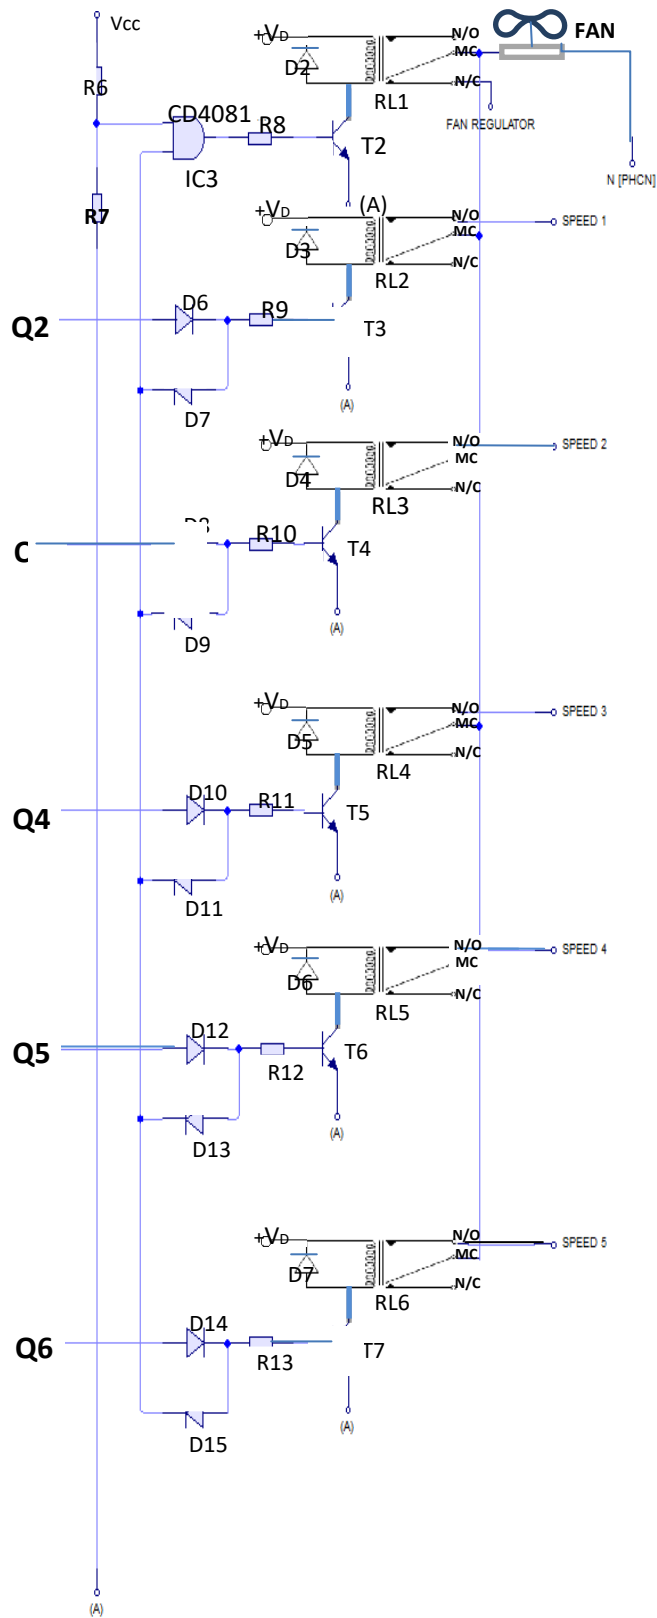 Vcc
+VD
N/O
FAN
D2
MC
N/C
R6
RL1
CD4081
R8
FAN REGULATOR
T2
IC3
N [PHCN]
R7
+VD
(A)
N/O
SPEED 1
MC
D3
N/C
RL2
D6
R9
Q2
T3
D7
(A)
+VD
N/O
SPEED 2
MC
D4
N/C
RL3
R10
T4
D9
(A)
+VD
N/O
SPEED 3
MC
D5
N/C
RL4
D10
R11
Q4
T5
D11
(A)
+VD
N/O
SPEED 4
MC
D6
N/C
RL5
D12
Q5
T6
R12
D13
(A)
+VD
N/O
SPEED 5
MC
D7
N/C
RL6
D14
Q6
T7
R13
D15
(A)
(A)